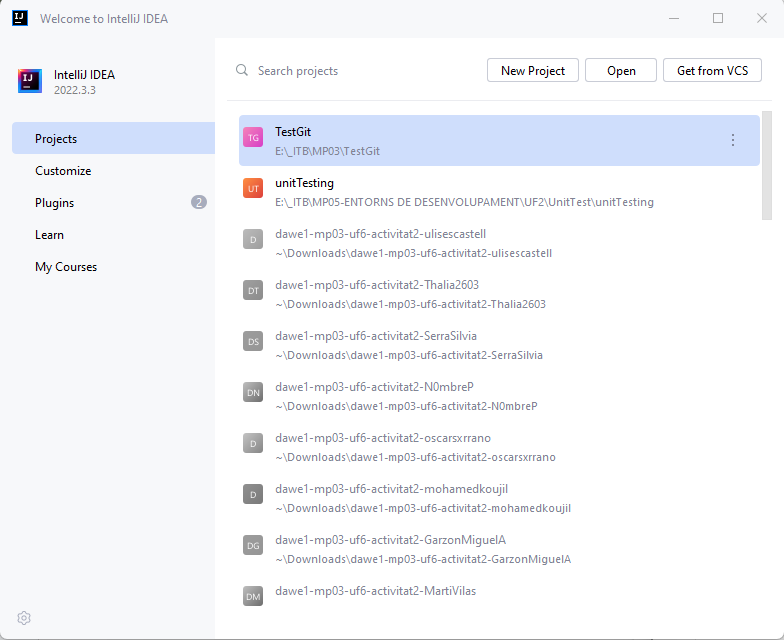 Welcome to IntelliJ IDEA
IntelliJ IDEA
2022.3.3
Projects
Customize
Plugins 2
Learn
My Courses
Search projects New Project Open Get from VCS
TG TestGit
E:\_ITB\MP03\TestGit
UT unitTesting
E:\_ITB\MP05-ENTORNS DE DESENVOLUPAMENT\UF2\UnitTest\unitTesting
D dawe1-mp03-uf6-activitat2-ulisescastell
~\Downloads\dawe1-mp03-uf6-activitat2-ulisescastell
DT dawe1-mp03-uf6-activitat2-Thalia2603
~\Downloads\dawe1-mp03-uf6-activitat2-Thalia2603
DS dawe1-mp03-uf6-activitat2-SerraSilvia
~\Downloads\dawe1-mp03-uf6-activitat2-SerraSilvia
DN dawe1-mp03-uf6-activitat2-N0mbreP
~\Downloads\dawe1-mp03-uf6-activitat2-N0mbreP
D dawe1-mp03-uf6-activitat2-oscarsxrrano
~\Downloads\dawe1-mp03-uf6-activitat2-oscarsxrrano
D dawe1-mp03-uf6-activitat2-mohamedkoujil
~\Downloads\dawe1-mp03-uf6-activitat2-mohamedkoujil
DG dawe1-mp03-uf6-activitat2-GarzonMiguelA
~\Downloads\dawe1-mp03-uf6-activitat2-GarzonMiguelA
DM dawe1-mp03-uf6-activitat2-MartiVilas